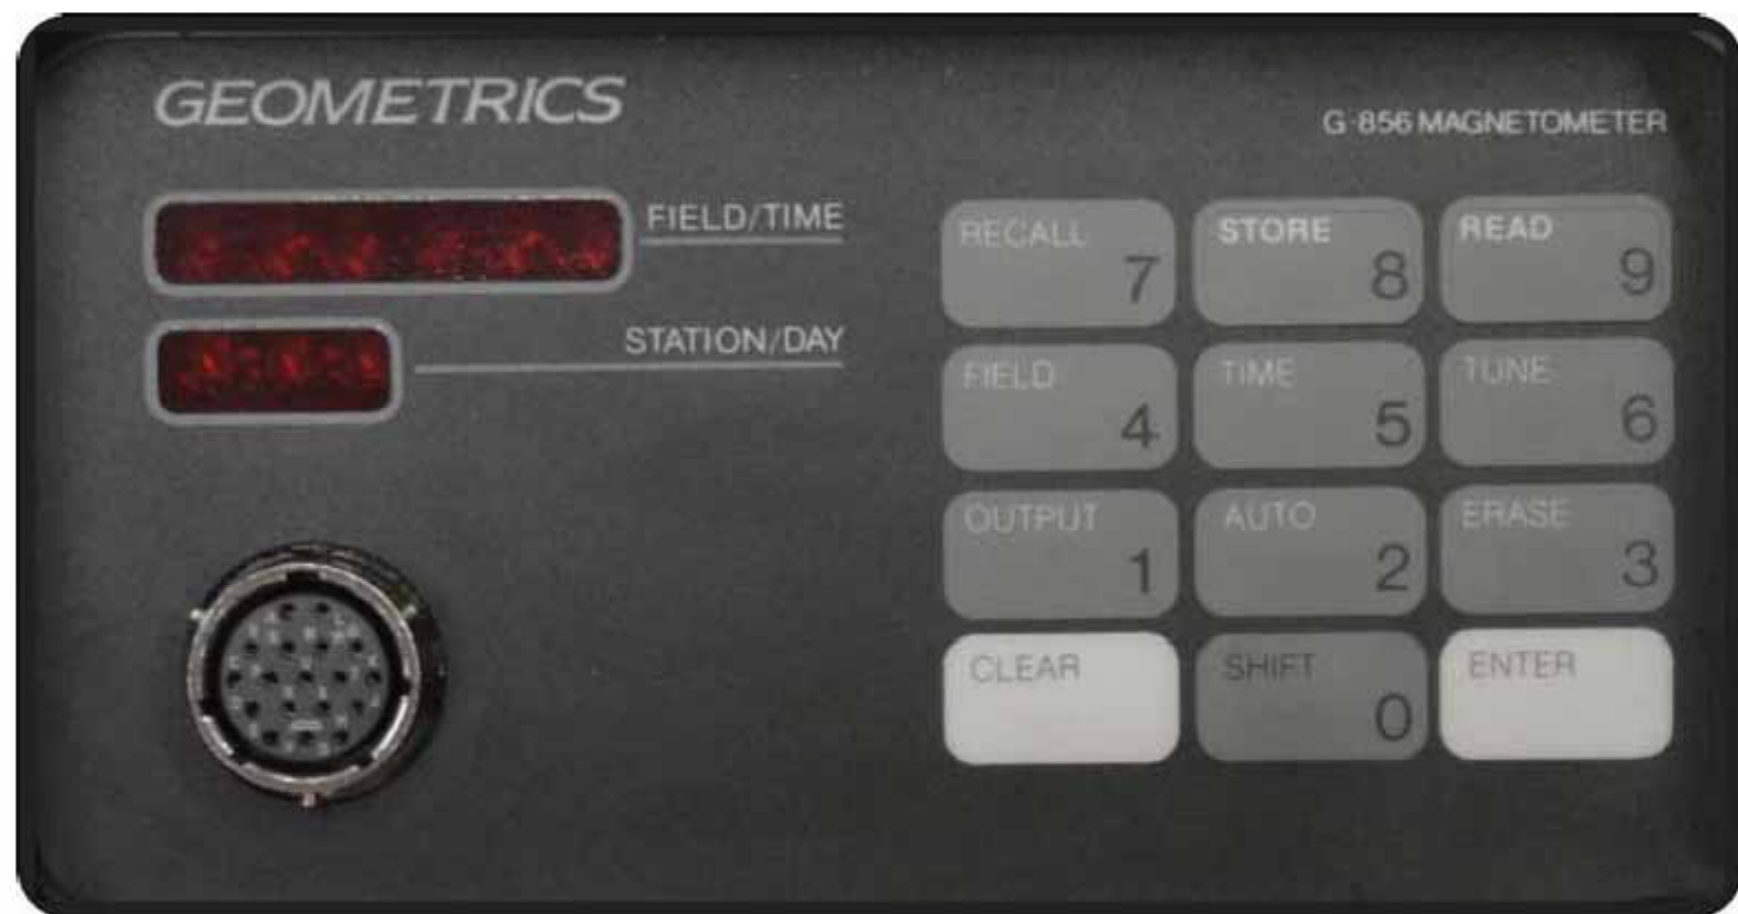 GEOMETRICS
G-856 MAGNETOMETER
FIELD/TIME
STATION/DAY
RECALL 7
STORE 8
READ 9
FIELD 4
TIME 5
TUNE 6
OUTPUT 1
AUTO 2
ERASE 3
CLEAR
SHIFT 0
ENTER